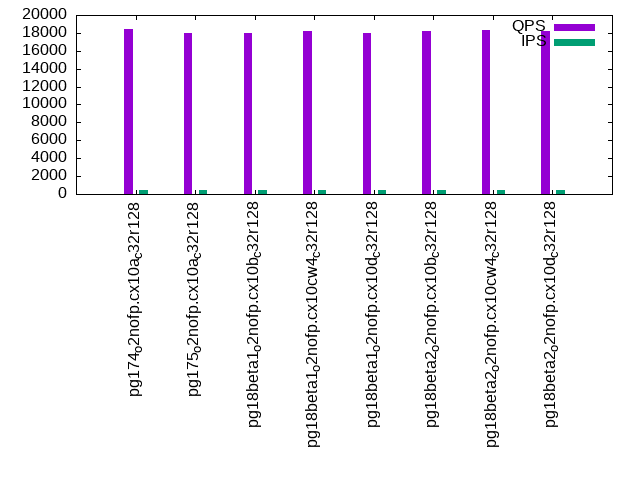 QPS
IPS
20000
18000
16000
14000
12000
10000
8000
6000
4000
2000
0
pg174o2nofp.cx10ac32r128
pg175o2nofp.cx10ac32r128
pg18beta1o2nofp.cx10bc32r128
pg18beta1o2nofp.cx10cw4c32r128
pg18beta1o2nofp.cx10dc32r128
pg18beta2o2nofp.cx10bc32r128
pg18beta2o2nofp.cx10cw4c32r128
pg18beta2o2nofp.cx10dc32r128